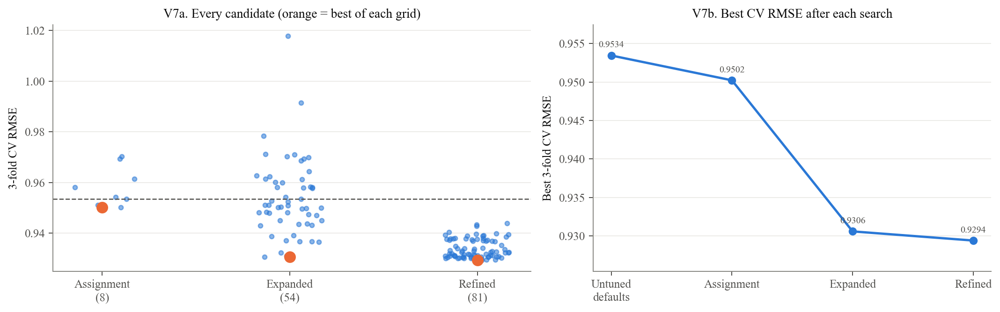 V7a. Every candidate (orange = best of each grid)
3-fold CV RMSE
1.02
1.00
0.98
0.96
0.94
Assignment
(8)
Expanded
(54)
Refined
(81)
V7b. Best CV RMSE after each search
Best 3-fold CV RMSE
0.955
0.950
0.945
0.940
0.935
0.930
0.9534
0.9502
0.9306
0.9294
Untuned
defaults
Assignment
Expanded
Refined